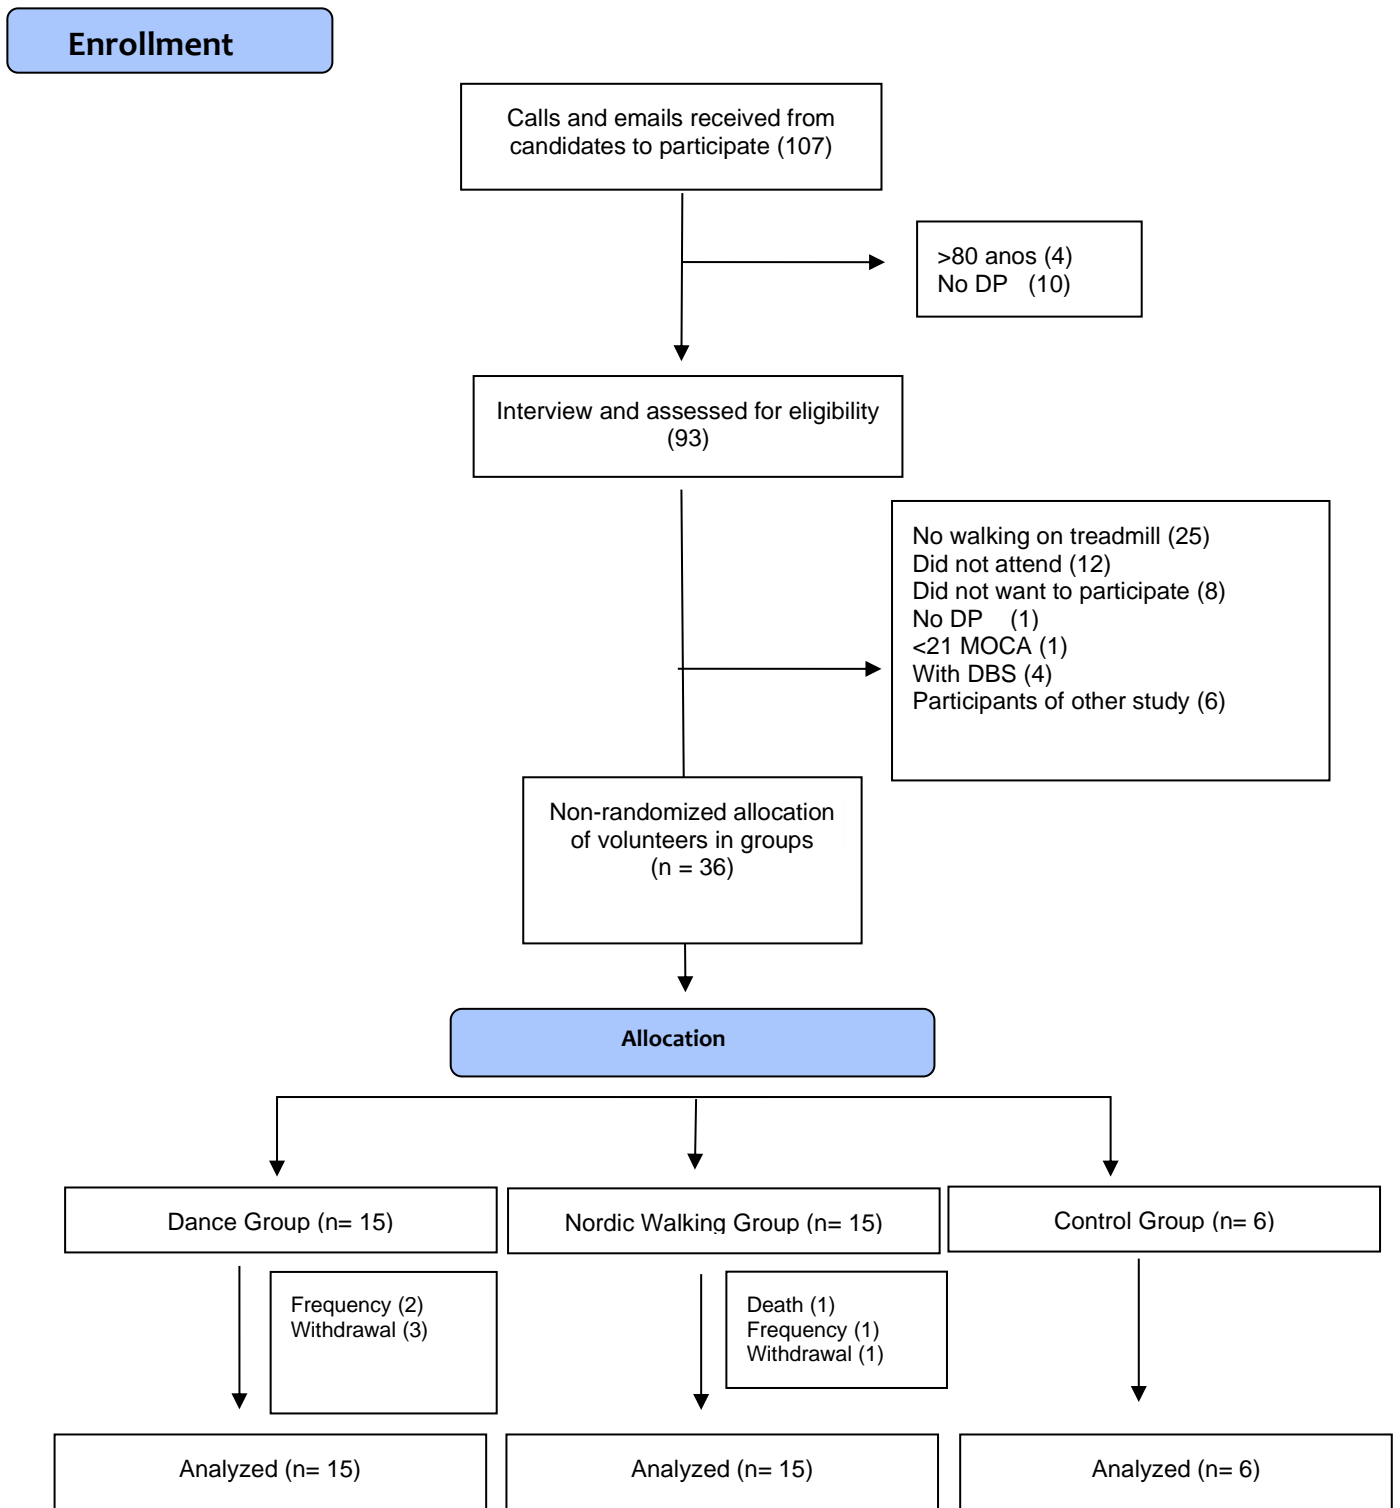 Enrollment
Calls and emails received from
candidates to participate (107)
>80 anos (4)
No DP (10)
Interview and assessed for eligibility
(93)
No walking on treadmill (25)
Did not attend (12)
Did not want to participate (8)
No DP (1)
<21 MOCA (1)
With DBS (4)
Participants of other study (6)
Non-randomized allocation
of volunteers in groups
(n = 36)
Allocation
Dance Group (n= 15)
Nordic Walking Group (n= 15)
Control Group (n= 6)
Frequency (2)
Withdrawal (3)
Death (1)
Frequency (1)
Withdrawal (1)
Analyzed (n= 15)
Analyzed (n= 15)
Analyzed (n= 6)